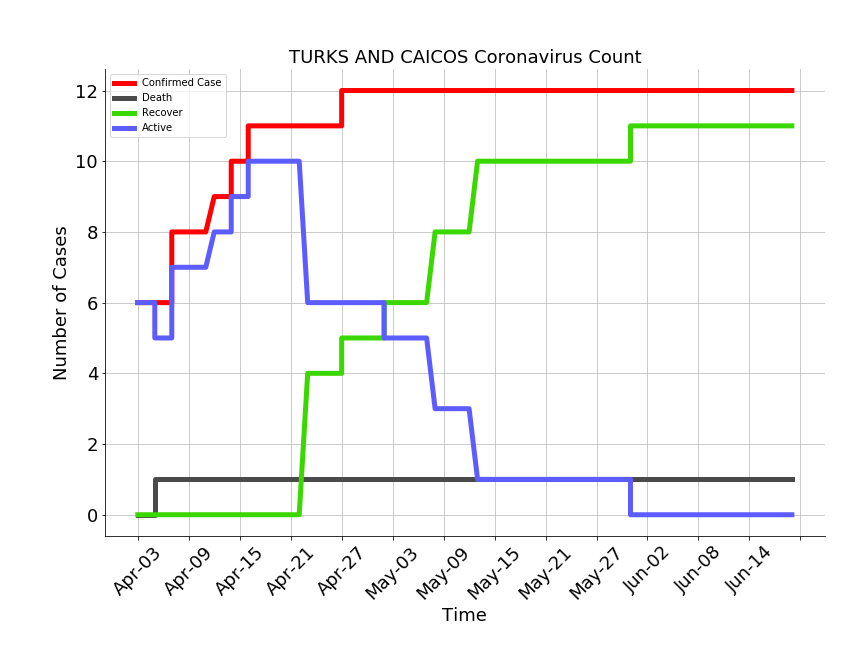 TURKS AND CAICOS Coronavirus Count
Confirmed Case
Death
Recover
Active
Number of Cases
12
10
8
6
4
2
0
Apr-03
Apr-09
Apr-15
Apr-21
Apr-27
May-03
May-09
May-15
May-21
May-27
Jun-02
Jun-08
Jun-14
Time